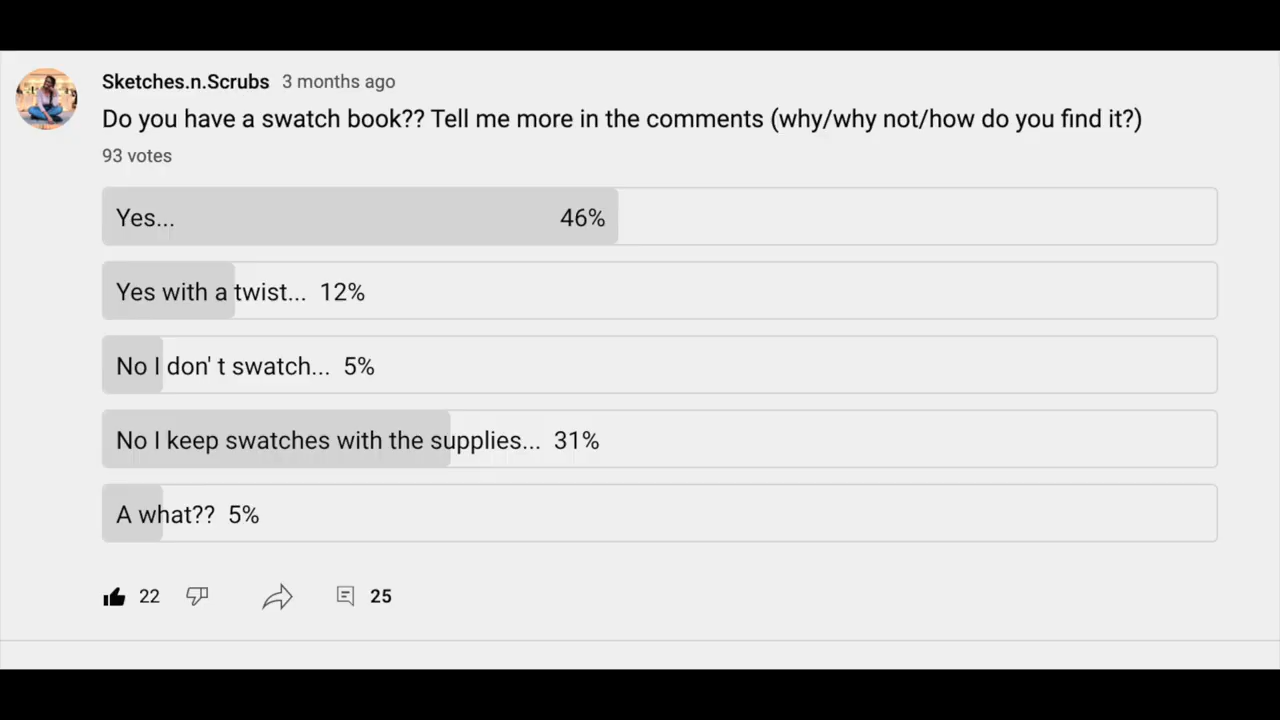 Sketches.n.Scrubs 3 months ago
Do you have a swatch book?? Tell me more in the comments (why/why not/how do you find it?)
93 votes
Yes... 46%
Yes with a twist... 12%
No I don' t swatch... 5%
No I keep swatches with the supplies... 31%
A what?? 5%
22 25